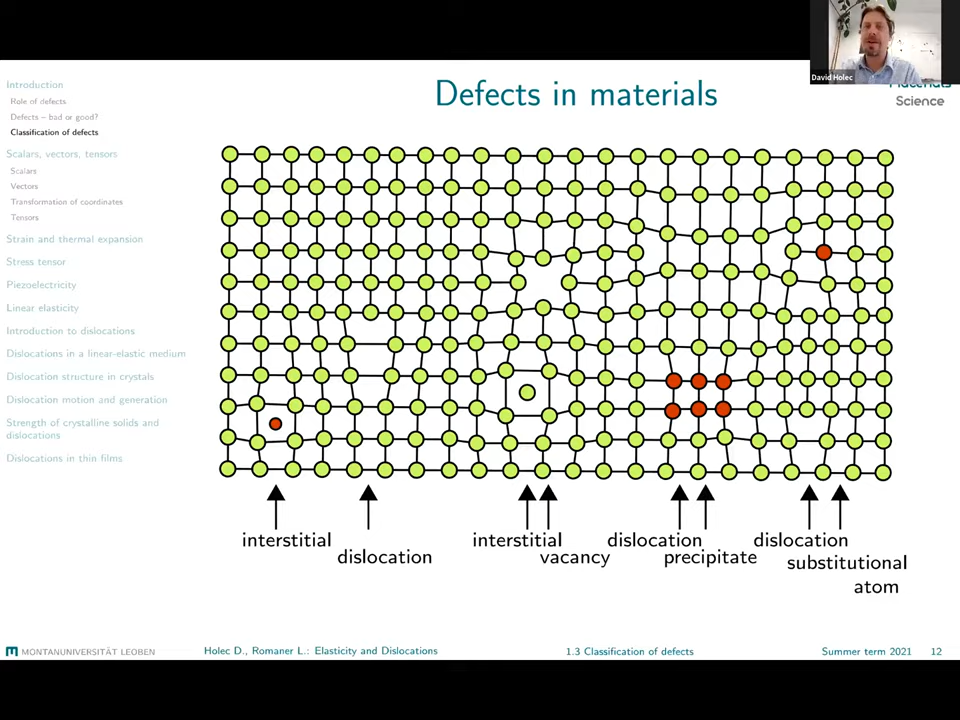 David Holec
Materials
Science
Defects in materials
Introduction
Role of defects
Defects – bad or good?
Classification of defects
Scalars, vectors, tensors
Scalars
Vectors
Transformation of coordinates
Tensors
Strain and thermal expansion
Stress tensor
Piezoelectricity
Linear elasticity
Introduction to dislocations
Dislocations in a linear-elastic medium
Dislocation structure in crystals
Dislocation motion and generation
Strength of crystalline solids and
dislocations
Dislocations in thin films
interstitial
dislocation
interstitial
vacancy
dislocation
precipitate
dislocation
substitutional
atom
MONTANUNIVERSITÄT LEOBEN
Holec D., Romaner L.: Elasticity and Dislocations
1.3 Classification of defects
Summer term 2021
12